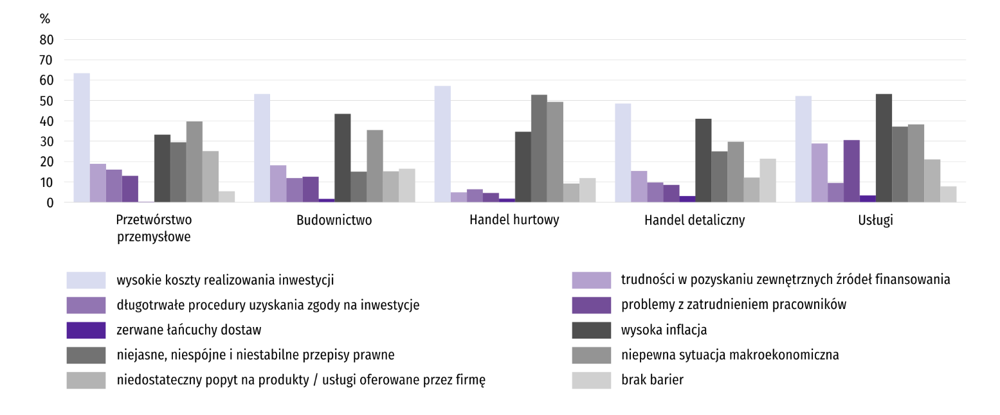 %
80
70
60
50
40
30
20
10
0
Przetwórstwo
przemysłowe
Budownictwo
Handel hurtowy
Handel detaliczny
Usługi
wysokie koszty realizowania inwestycji
trudności w pozyskaniu zewnętrznych źródeł finansowania
długotrwałe procedury uzyskania zgody na inwestycje
problemy z zatrudnieniem pracowników
zerwane łańcuchy dostaw
wysoka inflacja
niejasne, niespójne i niestabilne przepisy prawne
niepewna sytuacja makroekonomiczna
niedostateczny popyt na produkty / usługi oferowane przez firmę
brak barier